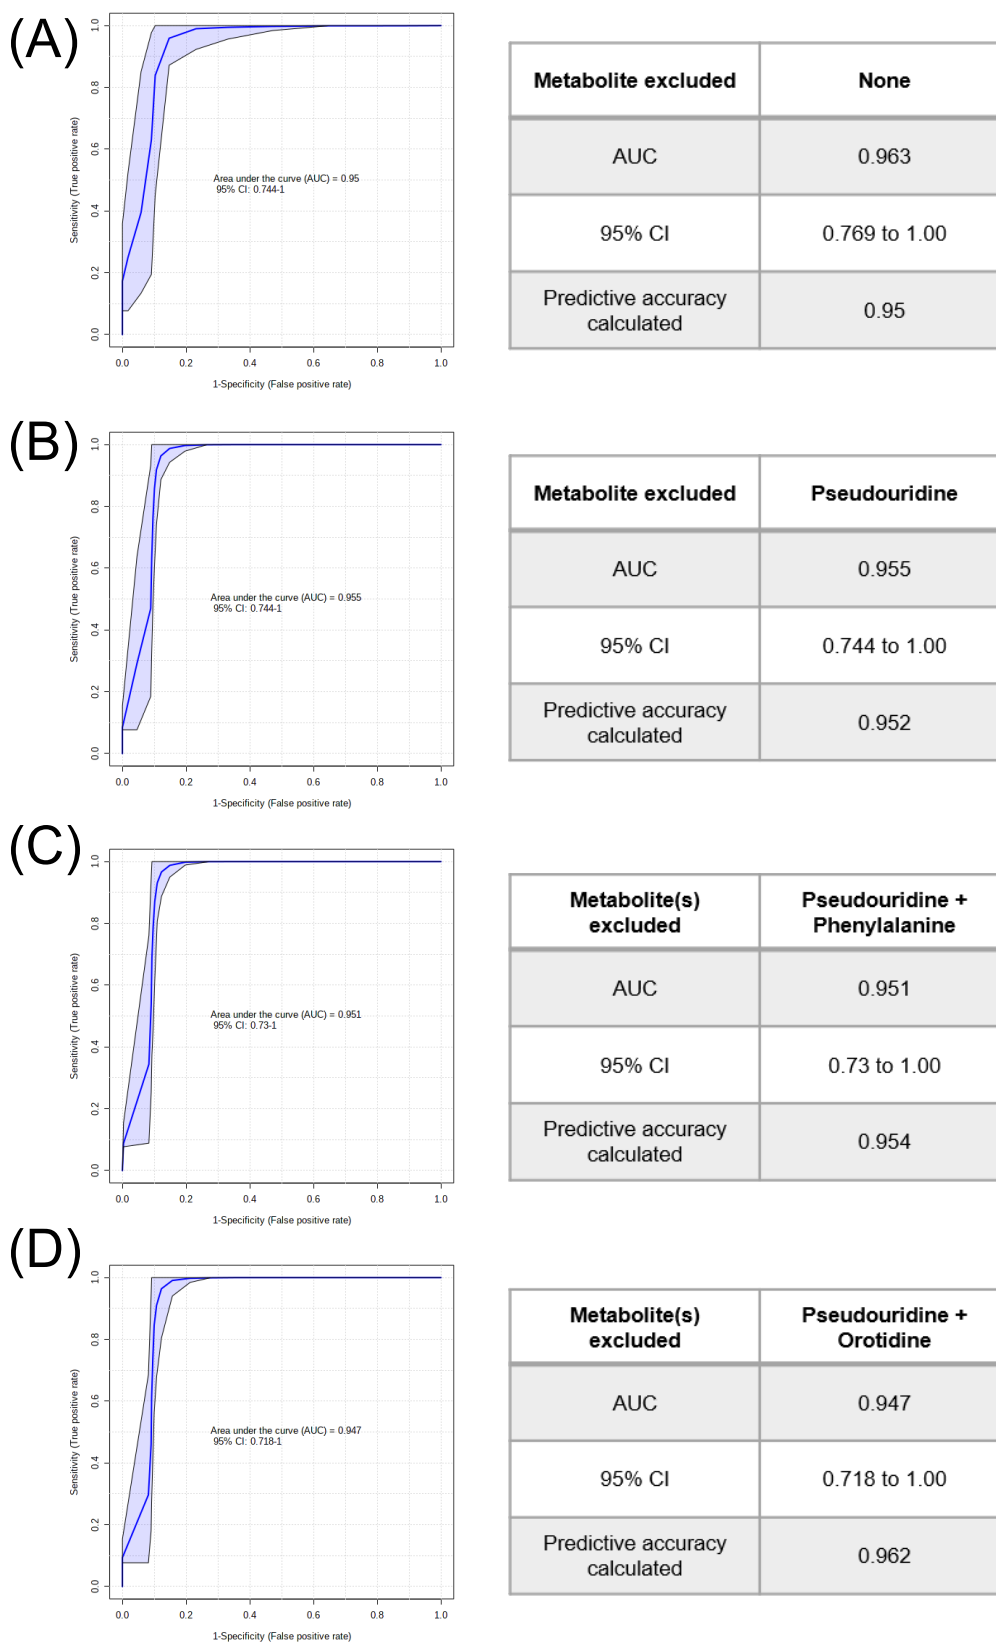 (A)
1.0
0.8
0.6
0.4
0.2
0.0
Sensitivity (True positive rate)
Area under the curve (AUC) = 0.95
95% CI: 0.744-1
0.0 0.2 0.4 0.6 0.8 1.0
1-Specificity (False positive rate)
Metabolite excluded None
AUC 0.963
95% CI 0.769 to 1.00
Predictive accuracy
calculated 0.95
(B)
1.0
0.8
0.6
0.4
0.2
0.0
Sensitivity (True positive rate)
Area under the curve (AUC) = 0.955
95% CI: 0.744-1
0.0 0.2 0.4 0.6 0.8 1.0
1-Specificity (False positive rate)
Metabolite excluded Pseudouridine
AUC 0.955
95% CI 0.744 to 1.00
Predictive accuracy
calculated 0.952
(C)
1.0
0.8
0.6
0.4
0.2
0.0
Sensitivity (True positive rate)
Area under the curve (AUC) = 0.951
95% CI: 0.73-1
0.0 0.2 0.4 0.6 0.8 1.0
1-Specificity (False positive rate)
Metabolite(s) Pseudouridine +
excluded Phenylalanine
AUC 0.951
95% CI 0.73 to 1.00
Predictive accuracy
calculated 0.954
(D)
1.0
0.8
0.6
0.4
0.2
0.0
Sensitivity (True positive rate)
Area under the curve (AUC) = 0.947
95% CI: 0.718-1
0.0 0.2 0.4 0.6 0.8 1.0
1-Specificity (False positive rate)
Metabolite(s) Pseudouridine +
excluded Orotidine
AUC 0.947
95% CI 0.718 to 1.00
Predictive accuracy
calculated 0.962